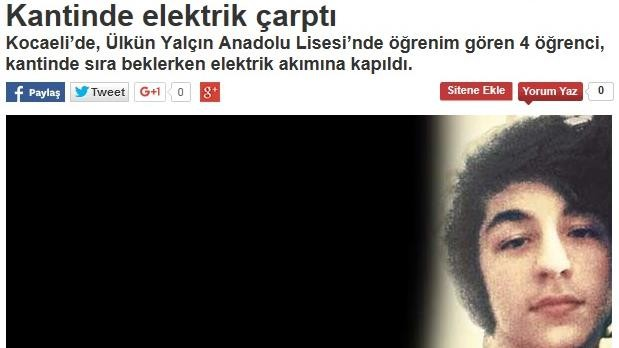 Kantinde elektrik çarptı
Kocaeli’de, Ülkün Yalçın Anadolu Lisesi’nde öğrenim gören 4 öğrenci,
kantinde sıra beklerken elektrik akımına kapıldı.
f Paylaş Tweet G+1 0 g+ Sitene Ekle Yorum Yaz 0